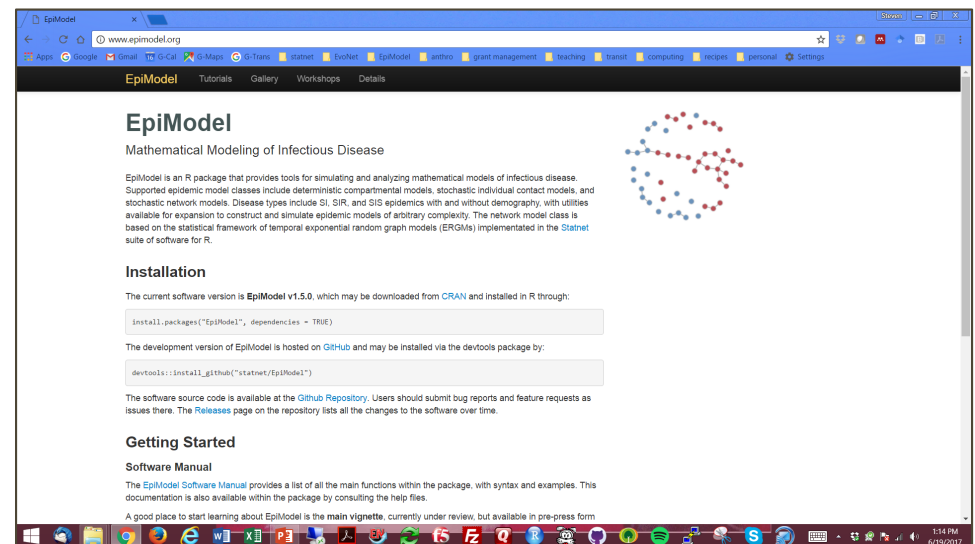 EpiModel
Steven
www.epimodel.org
Apps Google Gmail G-Cal G-Maps G-Trans statnet EvoNet EpiModel anthro grant management teaching transit computing recipes personal Settings
EpiModel Tutorials Gallery Workshops Details
EpiModel
Mathematical Modeling of Infectious Disease
EpiModel is an R package that provides tools for simulating and analyzing mathematical models of infectious disease.
Supported epidemic model classes include deterministic compartmental models, stochastic individual contact models, and
stochastic network models. Disease types include SI, SIR, and SIS epidemics with and without demography, with utilities
available for expansion to construct and simulate epidemic models of arbitrary complexity. The network model class is
based on the statistical framework of temporal exponential random graph models (ERGMs) implementated in the Statnet
suite of software for R.
Installation
The current software version is EpiModel v1.5.0, which may be downloaded from CRAN and installed in R through:
install.packages("EpiModel", dependencies = TRUE)
The development version of EpiModel is hosted on GitHub and may be installed via the devtools package by:
devtools::install_github("statnet/EpiModel")
The software source code is available at the Github Repository. Users should submit bug reports and feature requests as
issues there. The Releases page on the repository lists all the changes to the software over time.
Getting Started
Software Manual
The EpiModel Software Manual provides a list of all the main functions within the package, with syntax and examples. This
documentation is also available within the package by consulting the help files.
A good place to start learning about EpiModel is the main vignette, currently under review, but available in pre-press form
1:14 PM
6/19/2017